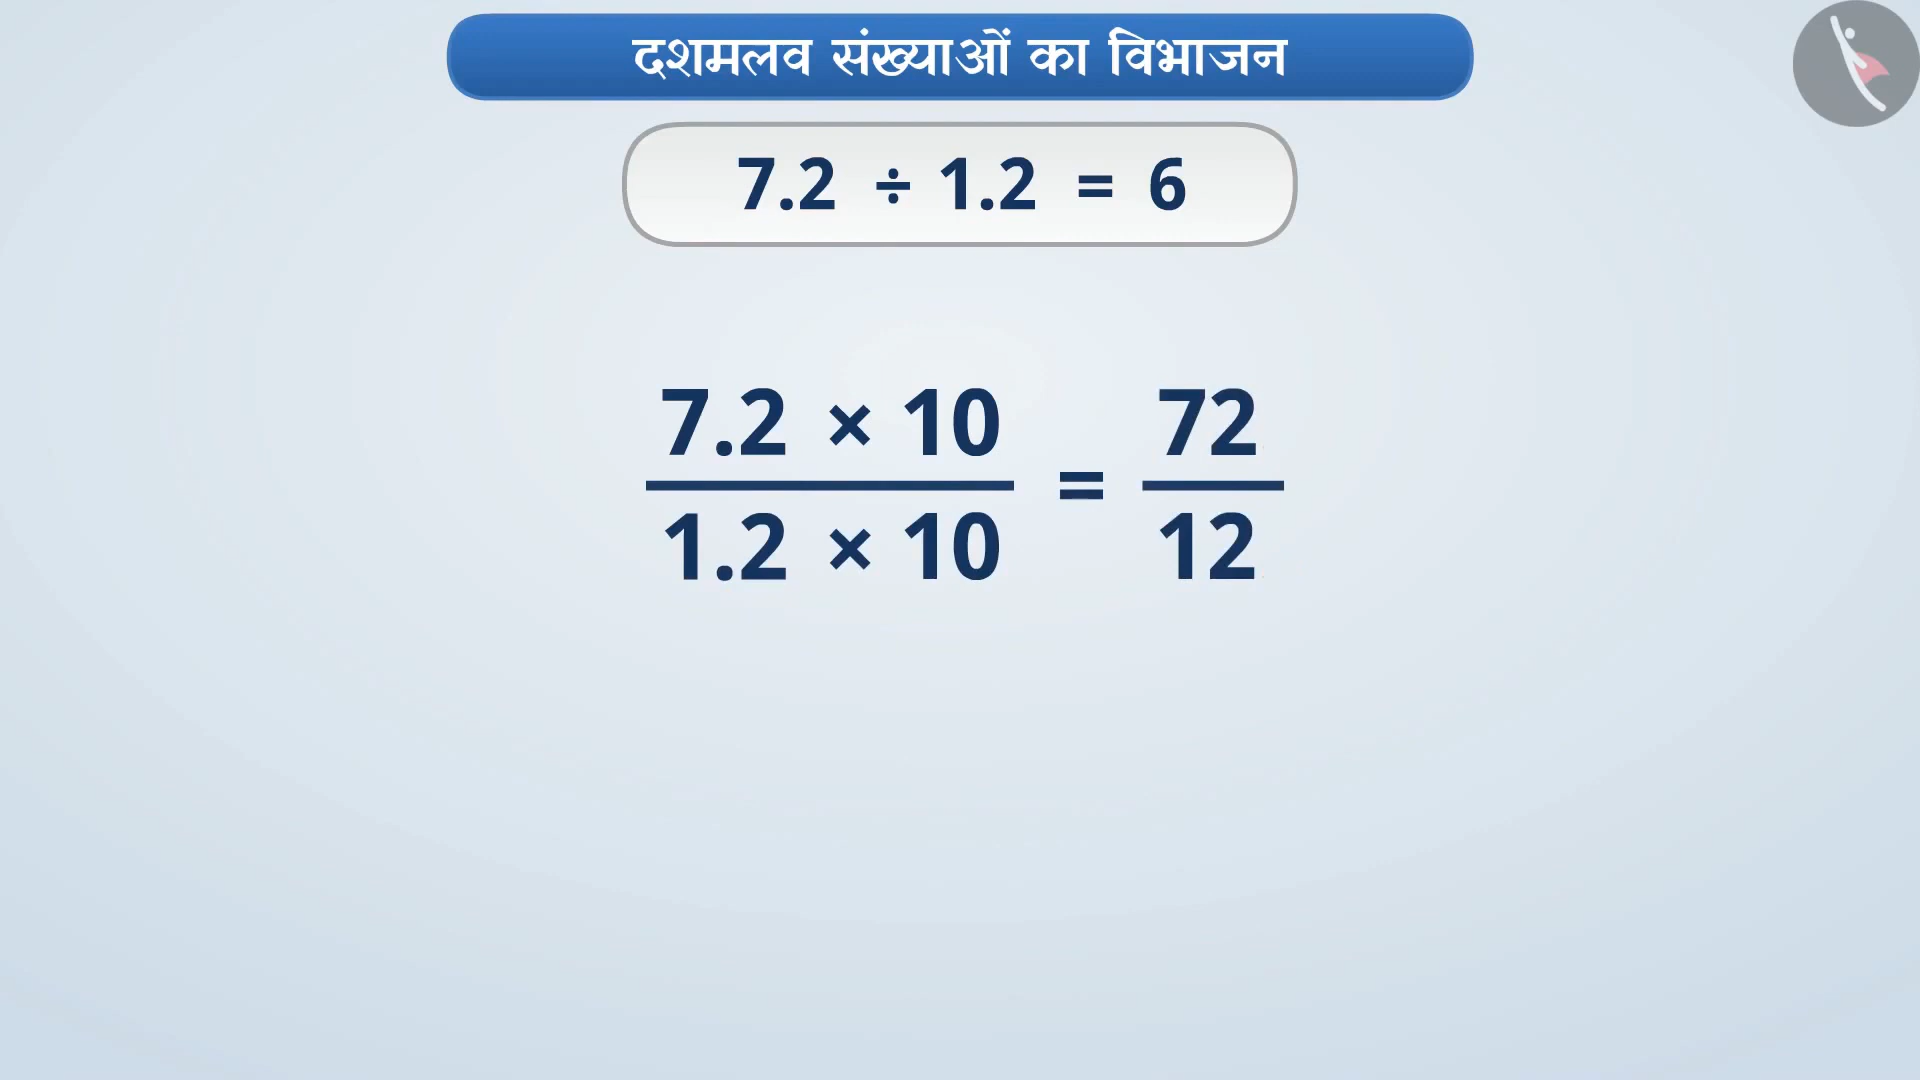 दशमलव संख्याओं का विभाजन
7.2 ÷ 1.2 = 6
7.2 × 10 72
=
1.2 × 10 12